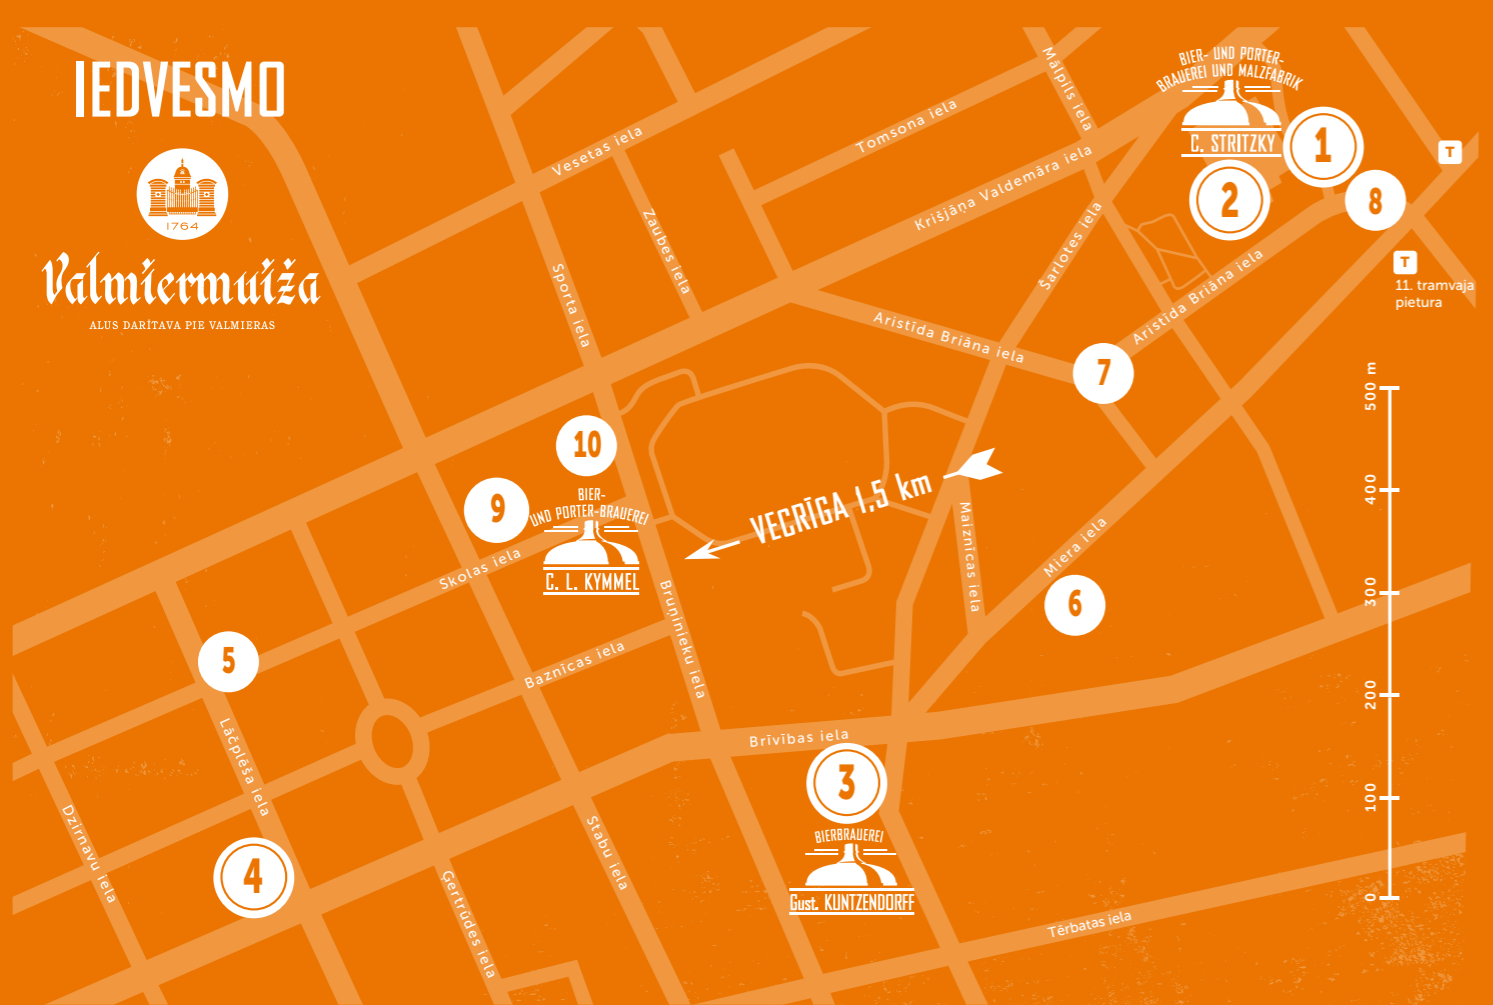 IEDVESMO
1764
Valmiermuiža
ALUS DARĪTAVA PIE VALMIERAS
BIER- UND PORTER-
BRAUEREI UND MALZFABRIK
C. STRITZKY
1
2
8
T
T
11. tramvaja
pietura
Mālpils iela
Tomsona iela
Vesetas iela
Krišjāņa Valdemāra iela
Zaubes iela
Sporta iela
Sarlotes iela
Aristīda Briāna iela
Aristīda Briāna iela
7
10
9
BIER-
UND PORTER-BRAUEREI
C. L. KYMMEL
VECRĪGA 1,5 km
Maiznīcas iela
Miera iela
6
Skolas iela
Bruņinieku iela
Baznīcas iela
5
Lāčplēša iela
Brīvības iela
3
BIERBRAUEREI
Gust. KUNTZENDORFF
Dzirnavu iela
4
Stabu iela
Ģertrūdes iela
Tērbatas iela
500 m
400
300
200
100
0